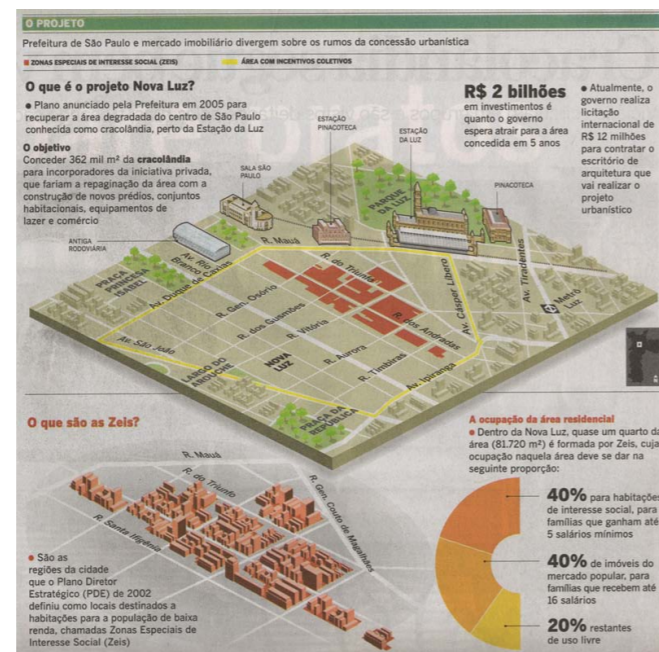 O PROJETO
Prefeitura de São Paulo e mercado imobiliário divergem sobre os rumos da concessão urbanística
ZONAS ESPECIAIS DE INTERESSE SOCIAL (ZEIS)
ÁREA COM INCENTIVOS COLETIVOS
O que é o projeto Nova Luz?
● Plano anunciado pela Prefeitura em 2005 para
recuperar a área degradada do centro de São Paulo
conhecida como cracolândia, perto da Estação da Luz
O objetivo
Conceder 362 mil m² da cracolândia
para incorporadores da iniciativa privada,
que fariam a repaginação da área com a
construção de novos prédios, conjuntos
habitacionais, equipamentos de
lazer e comércio
R$ 2 bilhões
em investimentos é
quanto o governo
espera atrair para a área
concedida em 5 anos
● Atualmente, o
governo realiza
licitação
internacional de
R$ 12 milhões
para contratar o
escritório de
arquitetura que
vai realizar o
projeto
urbanístico
ESTAÇÃO
PINACOTECA
ESTAÇÃO
DA LUZ
SALA SÃO
PAULO
PINACOTECA
PARQUE
DA LUZ
ANTIGA
RODOVIÁRIA
R. Mauá
Av. Rio
Branco
Av. Duque de Caxias
PRAÇA
PRINCESA
ISABEL
R. do Triunfo
R. Gen. Osório
R. dos Gusmões
R. Vitória
R. Aurora
R. Timbiras
R. dos Andradas
Av. Cásper Líbero
Av. Tiradentes
Metrô
Luz
Av. São João
LARGO DO
AROUCHE
NOVA
LUZ
Av. Ipiranga
PRAÇA DA
REPÚBLICA
O que são as Zeis?
R. Mauá
R. do Triunfo
R. Santa Ifigênia
R. Gen. Couto de Magalhães
● São as
regiões da cidade
que o Plano Diretor
Estratégico (PDE) de 2002
definiu como locais destinados a
habitações para a população de baixa
renda, chamadas Zonas Especiais de
Interesse Social (Zeis)
A ocupação da área residencial
● Dentro da Nova Luz, quase um quarto da
área (81.720 m²) é formada por Zeis, cuja
ocupação naquela área deve se dar na
seguinte proporção:
40% para habitações
de interesse social, para
famílias que ganham até
5 salários mínimos
40% de imóveis do
mercado popular, para
famílias que recebem até
16 salários
20% restantes
de uso livre